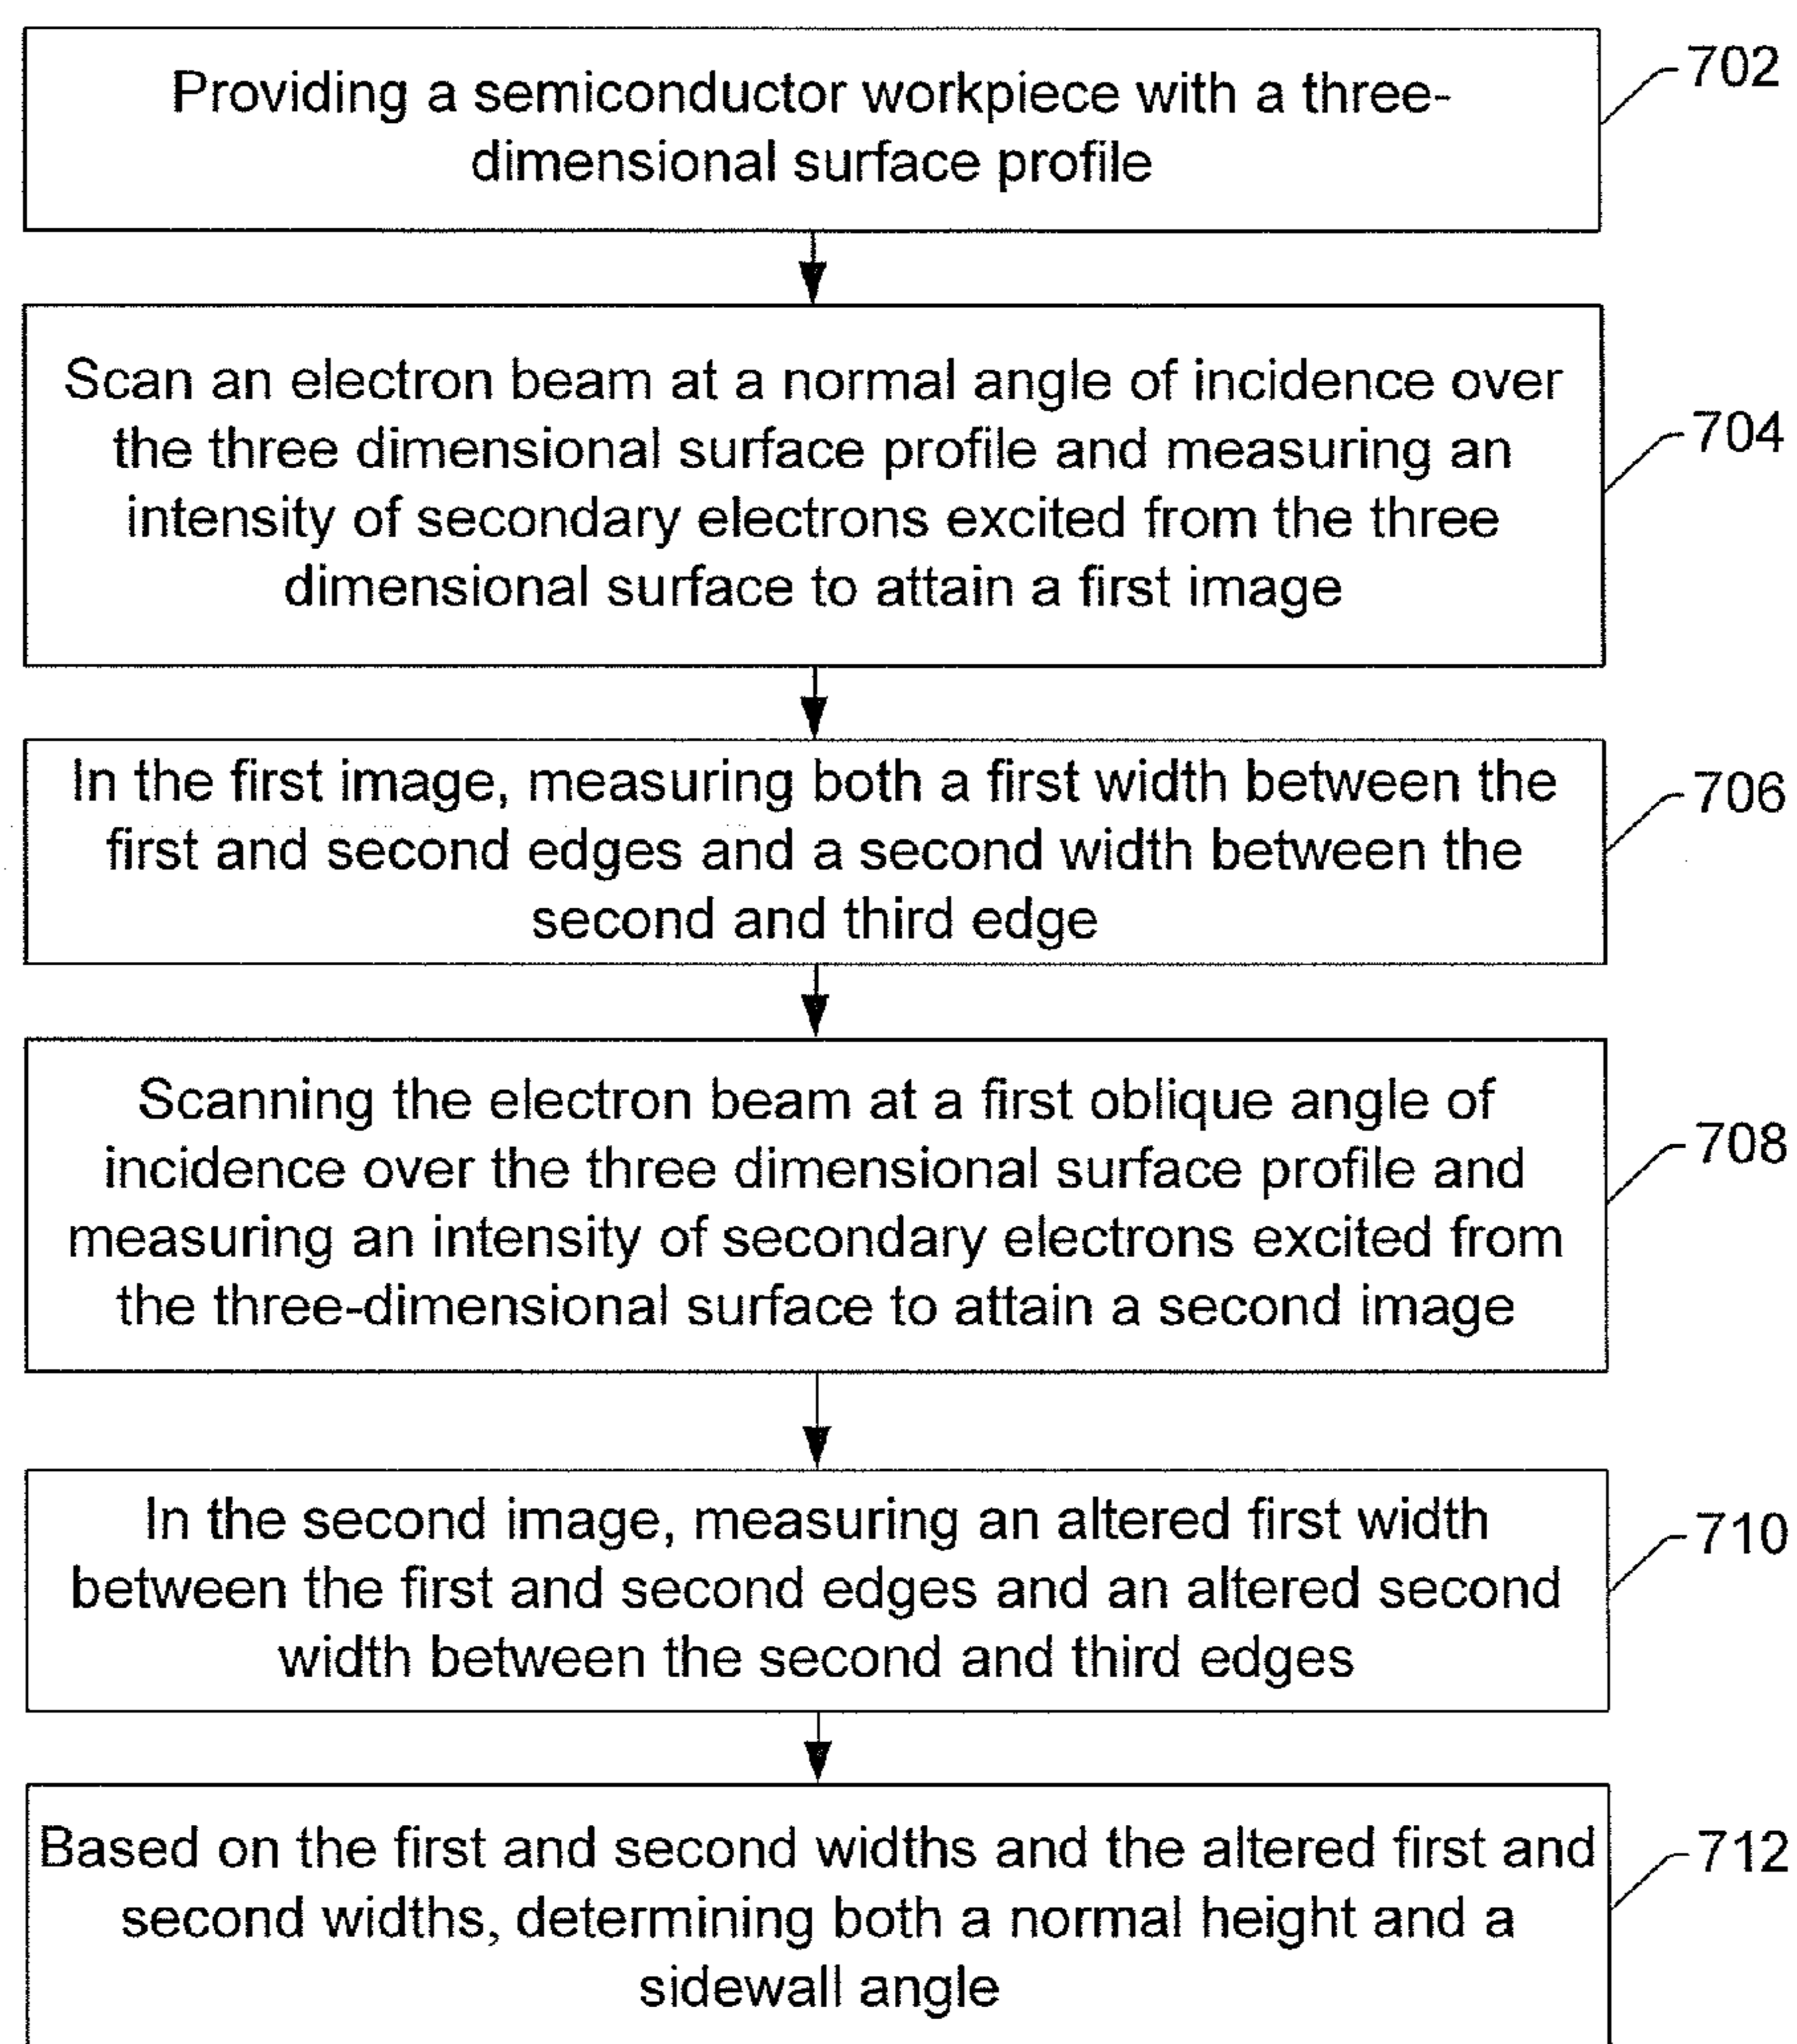 Providing a semiconductor workpiece with a three-
dimensional surface profile
702
Scan an electron beam at a normal angle of incidence over
the three dimensional surface profile and measuring an
intensity of secondary electrons excited from the three
dimensional surface to attain a first image
704
In the first image, measuring both a first width between the
first and second edges and a second width between the
second and third edge
706
Scanning the electron beam at a first oblique angle of
incidence over the three dimensional surface profile and
measuring an intensity of secondary electrons excited from
the three-dimensional surface to attain a second image
708
In the second image, measuring an altered first width
between the first and second edges and an altered second
width between the second and third edges
710
Based on the first and second widths and the altered first and
second widths, determining both a normal height and a
sidewall angle
712